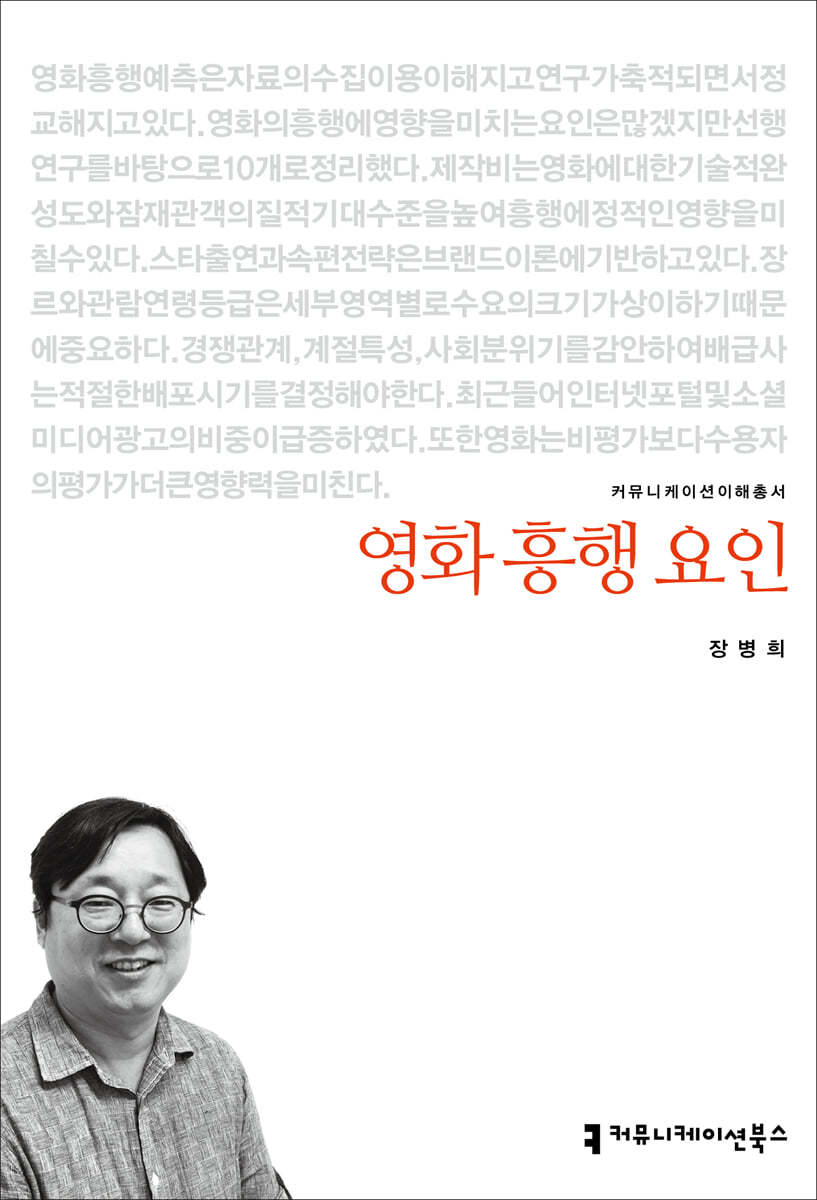 영화흥행예측은자료의수집이용이해지고연구가축적되면서정
교해지고있다.영화의흥행에영향을미치는요인은많겠지만선행
연구를바탕으로10개로정리했다.제작비는영화에대한기술적완
성도와잠재관객의질적기대수준을높여흥행에정적인영향을미
칠수있다.스타출연과속편전략은브랜드이론에기반하고있다.장
르와관람연령등급은세부영역별로수요의크기가상이하기때문
에중요하다.경쟁관계,계절특성,사회분위기를감안하여배급사
는적절한배포시기를결정해야한다.최근들어인터넷포털및소셜
미디어광고의비중이급증하였다.또한영화는비평가보다수용자
의평가가더큰영향력을미친다.
커뮤니케이션이해총서
영화 흥행 요인
장병희
커뮤니케이션북스